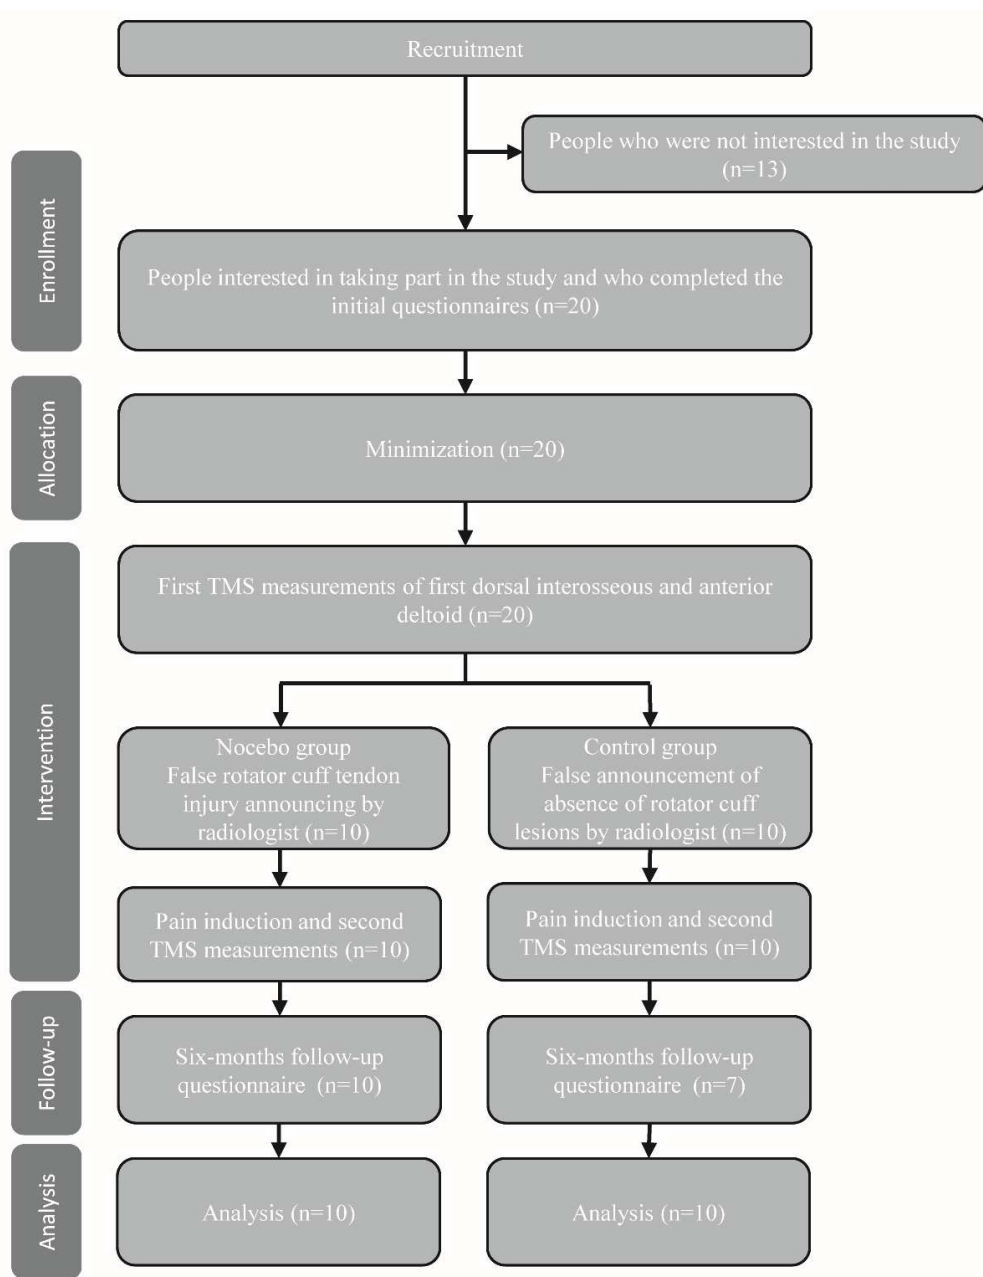 Recruitment
People who were not interested in the study
(n=13)
Enrollment
People interested in taking part in the study and who completed the
initial questionnaires (n=20)
Allocation
Minimization (n=20)
Intervention
First TMS measurements of first dorsal interosseous and anterior
deltoid (n=20)
Nocebo group
False rotator cuff tendon
injury announcing by
radiologist (n=10)
Control group
False announcement of
absence of rotator cuff
lesions by radiologist (n=10)
Pain induction and second
TMS measurements (n=10)
Pain induction and second
TMS measurements (n=10)
Follow-up
Six-months follow-up
questionnaire (n=10)
Six-months follow-up
questionnaire (n=7)
Analysis
Analysis (n=10)
Analysis (n=10)